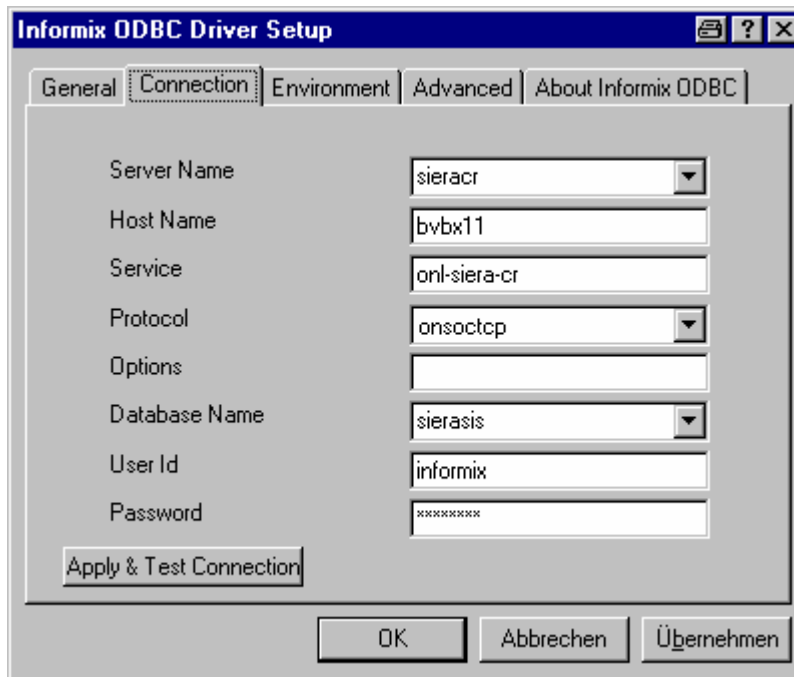 Informix ODBC Driver Setup
General Connection Environment Advanced About Informix ODBC
Server Name sieracr
Host Name bvbx11
Service onl-siera-cr
Protocol onsoctcp
Options
Database Name sierasis
User Id informix
Password ********
Apply & Test Connection
OK Abbrechen Übernehmen